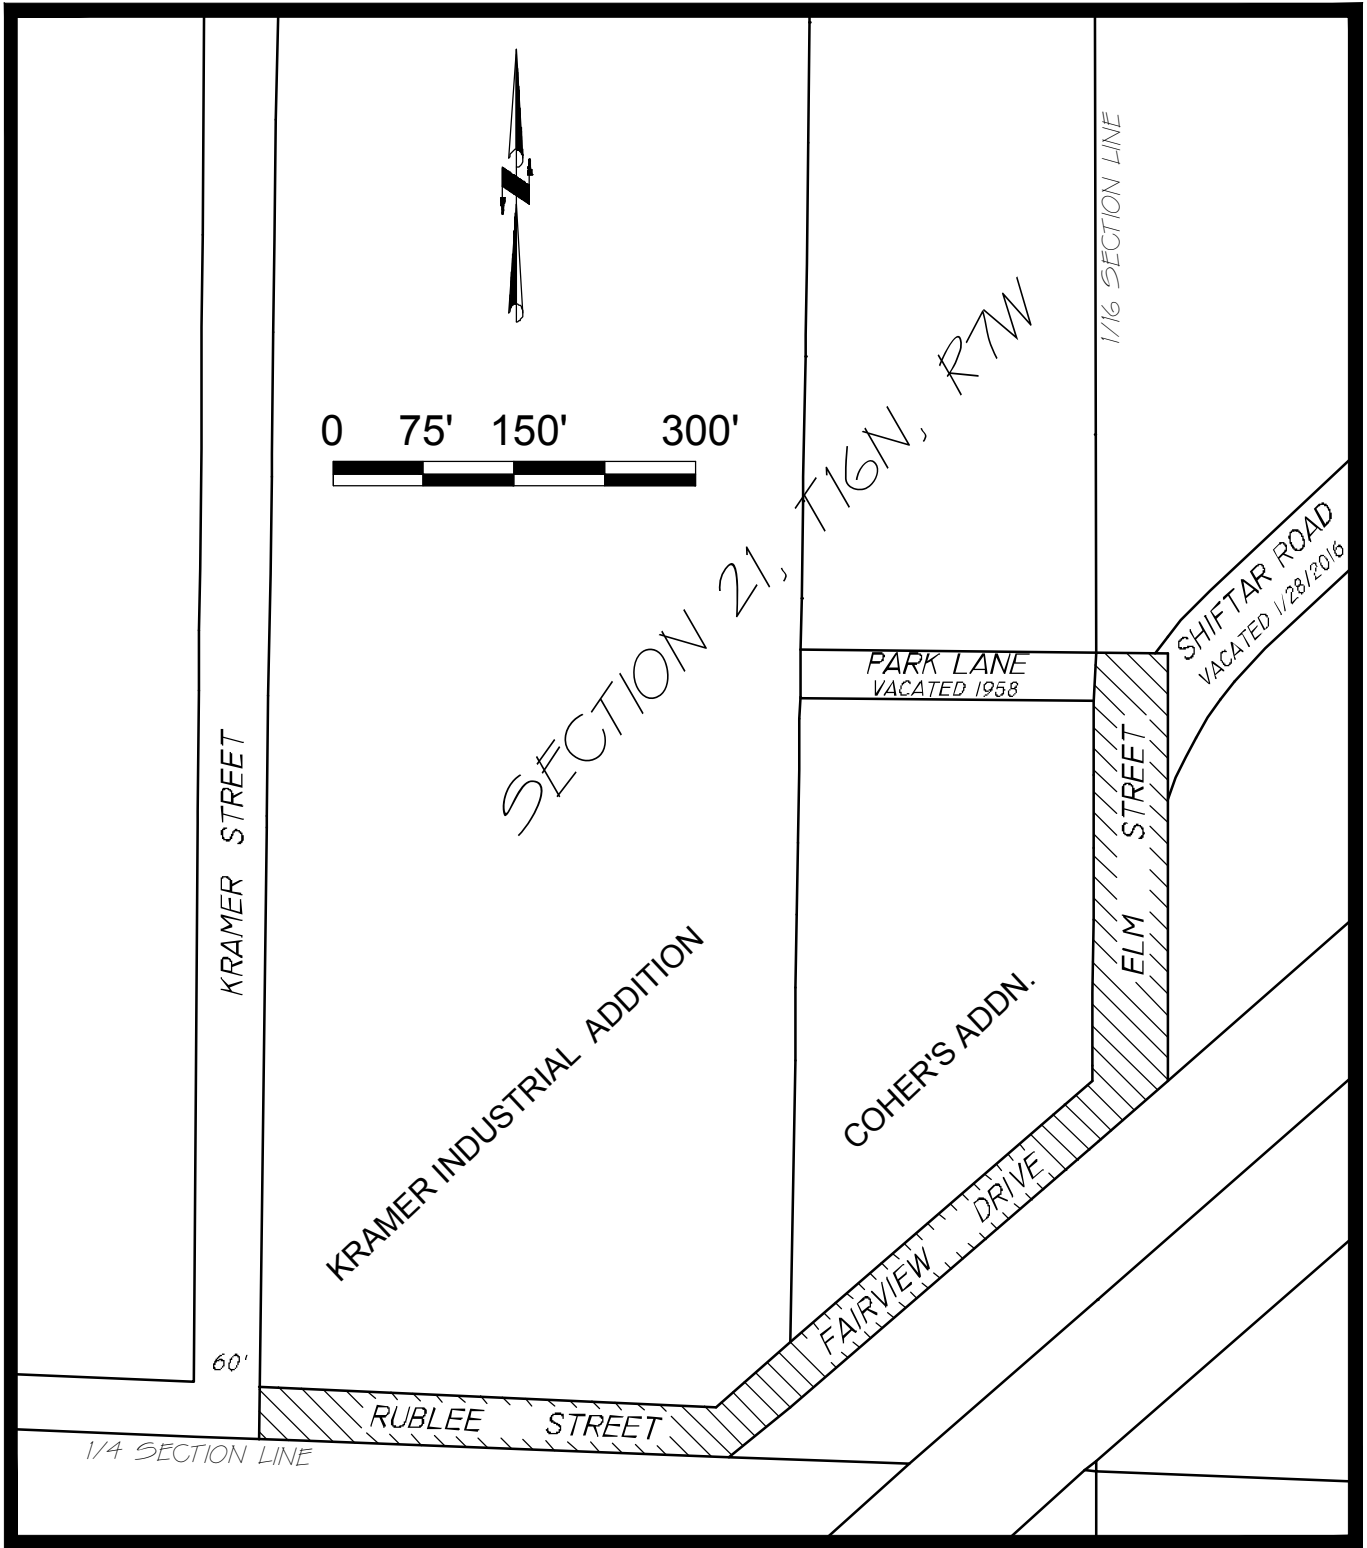 1/16 SECTION LINE
0 75' 150' 300'
SECTION 21, T16N, R7W
SHIFTAR ROAD
VACATED 1/28/2016
PARK LANE
VACATED 1958
KRAMER STREET
ELM STREET
KRAMER INDUSTRIAL ADDITION
COHER'S ADDN.
FAIRVIEW DRIVE
60'
RUBLEE STREET
1/4 SECTION LINE